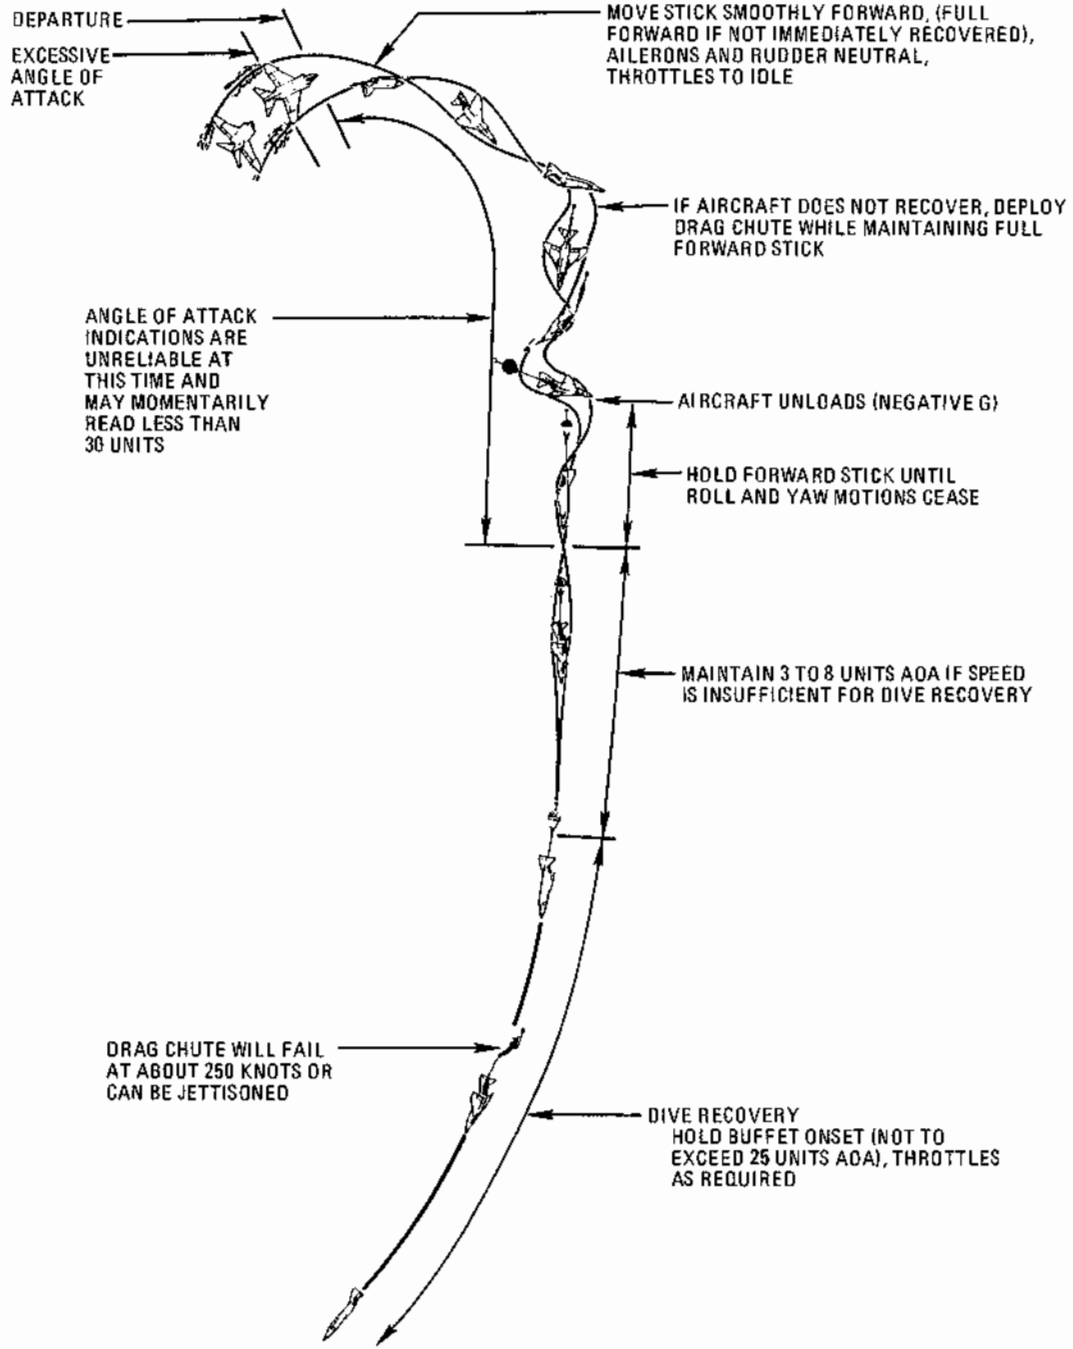 DEPARTURE
EXCESSIVE
ANGLE OF
ATTACK
MOVE STICK SMOOTHLY FORWARD, (FULL
FORWARD IF NOT IMMEDIATELY RECOVERED),
AILERONS AND RUDDER NEUTRAL,
THROTTLES TO IDLE
IF AIRCRAFT DOES NOT RECOVER, DEPLOY
DRAG CHUTE WHILE MAINTAINING FULL
FORWARD STICK
ANGLE OF ATTACK
INDICATIONS ARE
UNRELIABLE AT
THIS TIME AND
MAY MOMENTARILY
READ LESS THAN
30 UNITS
AIRCRAFT UNLOADS (NEGATIVE G)
HOLD FORWARD STICK UNTIL
ROLL AND YAW MOTIONS CEASE
MAINTAIN 3 TO 8 UNITS AOA IF SPEED
IS INSUFFICIENT FOR DIVE RECOVERY
DRAG CHUTE WILL FAIL
AT ABOUT 250 KNOTS OR
CAN BE JETTISONED
DIVE RECOVERY
HOLD BUFFET ONSET (NOT TO
EXCEED 25 UNITS AOA), THROTTLES
AS REQUIRED